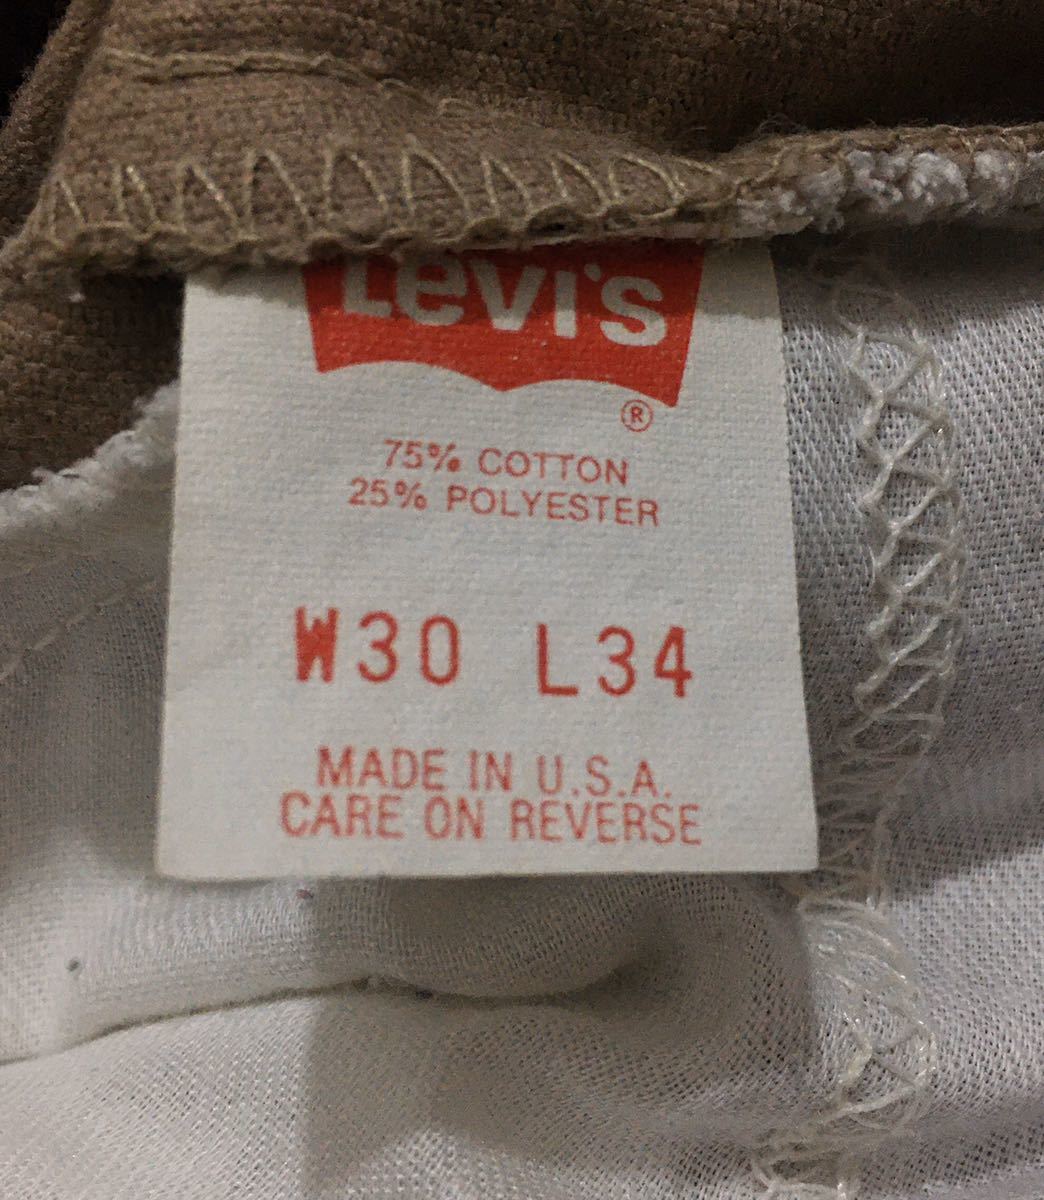 Levi's
®
75% COTTON
25% POLYESTER
W30 L34
MADE IN U.S.A.
CARE ON REVERSE